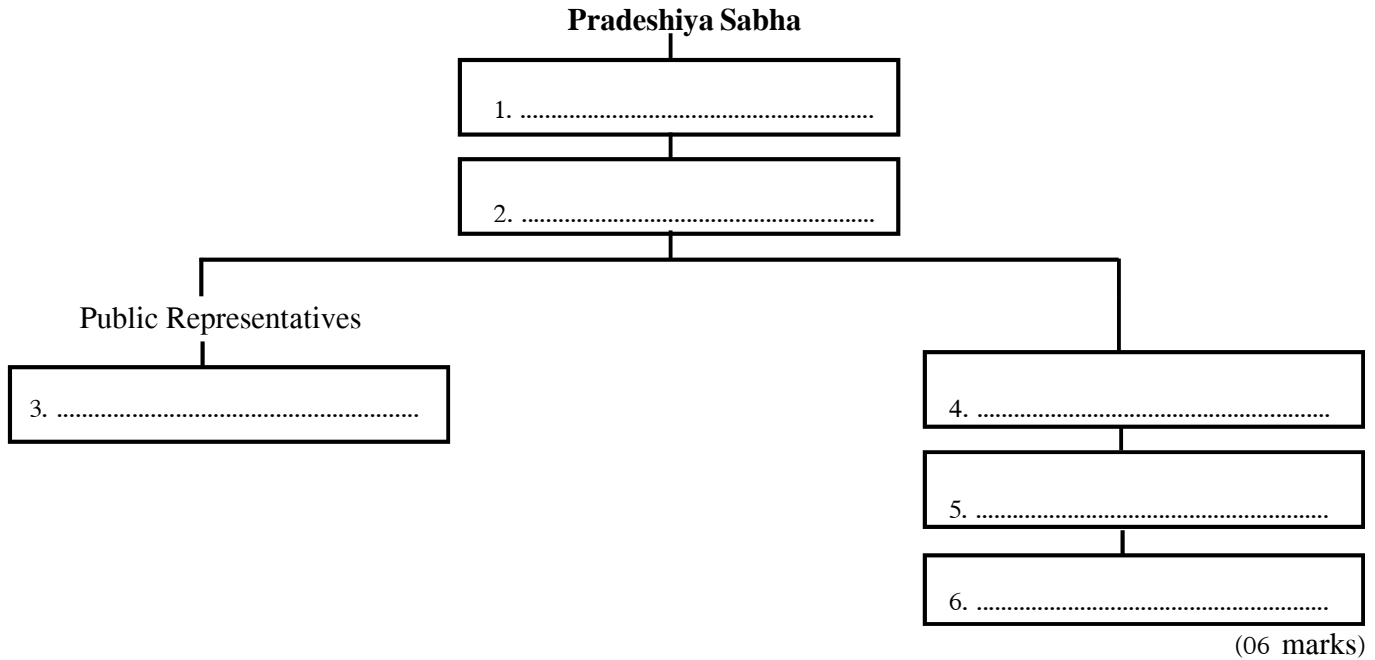 Pradeshiya Sabha
1. ..........................................................
2. ..........................................................
Public Representatives
3. ..........................................................
4. ..........................................................
5. ..........................................................
6. ..........................................................
(06 marks)